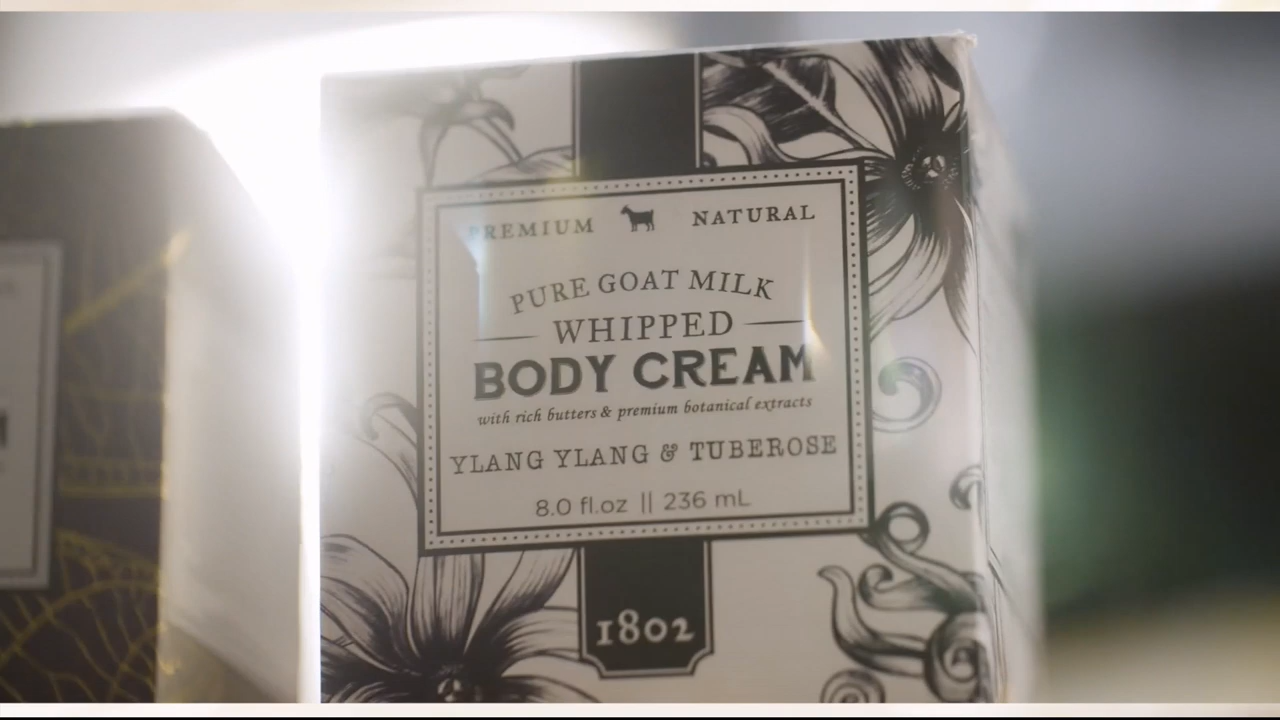 PREMIUM NATURAL
PURE GOAT MILK
WHIPPED
BODY CREAM
with rich butters & premium botanical extracts
YLANG YLANG & TUBEROSE
8.0 fl.oz || 236 mL
1802